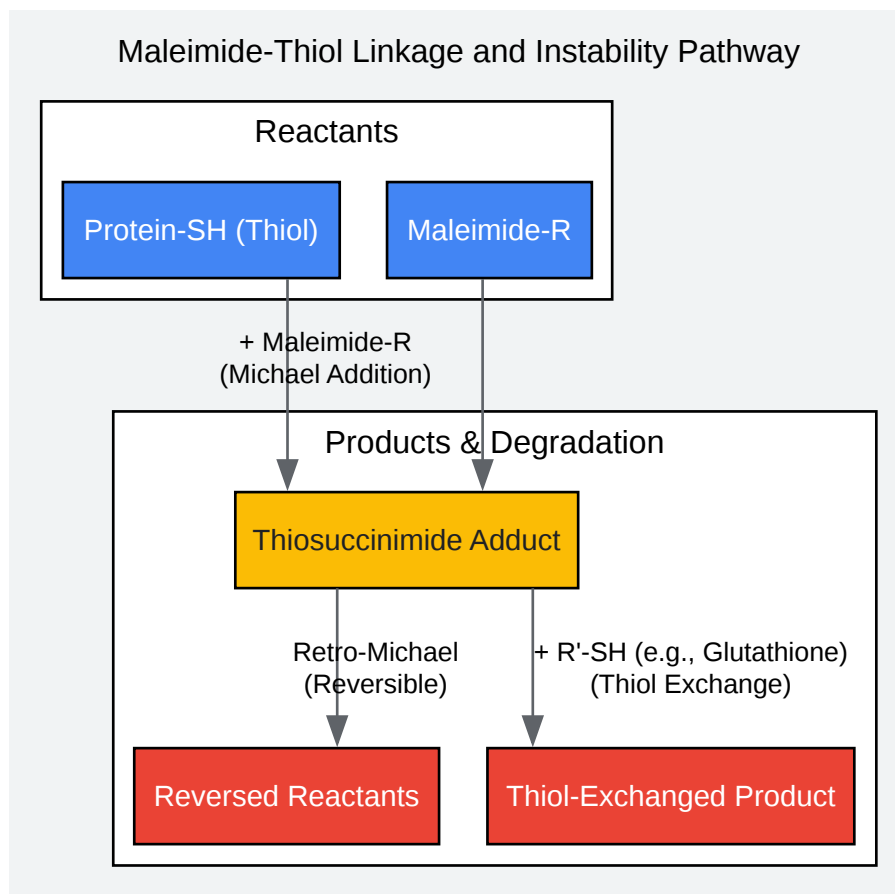 Maleimide-Thiol Linkage and Instability Pathway
Reactants
Protein-SH (Thiol)
Maleimide-R
+ Maleimide-R
(Michael Addition)
Products & Degradation
Thiosuccinimide Adduct
Retro-Michael
(Reversible)
+ R'-SH (e.g., Glutathione)
(Thiol Exchange)
Reversed Reactants
Thiol-Exchanged Product